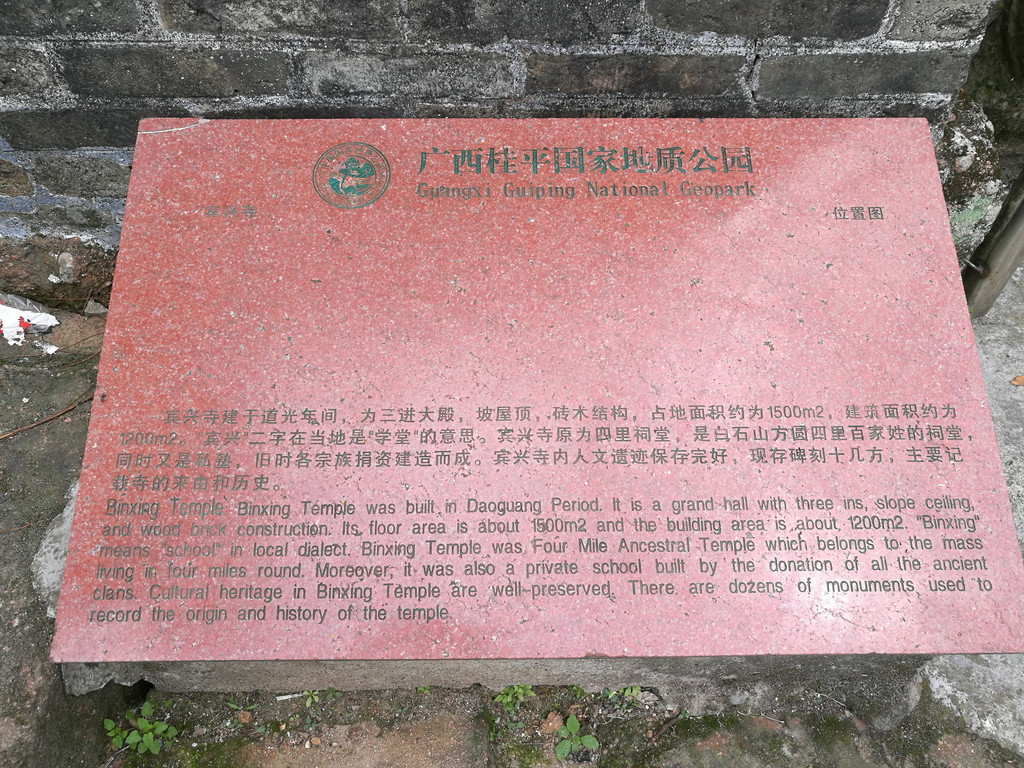 广西桂平国家地质公园
Guangxi Guiping National Geopark
宾兴寺
位置图
宾兴寺建于道光年间，为三进大殿，坡屋顶，砖木结构，占地面积约为1500m2，建筑面积约为
1200m2。“宾兴”二字在当地是“学堂”的意思。宾兴寺原为四里祠堂，是白石山方圆四里百家姓的祠堂，
同时又是私塾，旧时各宗族捐资建造而成。宾兴寺内人文遗迹保存完好，现存碑刻十几方，主要记
载寺的来由和历史。
Binxing Temple: Binxing Temple was built in Daoguang Period. It is a grand hall with three ins, slope ceiling,
and wood brick construction. Its floor area is about 1500m2 and the building area is about 1200m2. "Binxing"
means "school" in local dialect. Binxing Temple was Four Mile Ancestral Temple which belongs to the mass
living in four miles round. Moreover, it was also a private school built by the donation of all the ancient
clans. Cultural heritage in Binxing Temple are well-preserved. There are dozens of monuments used to
record the origin and history of the temple.